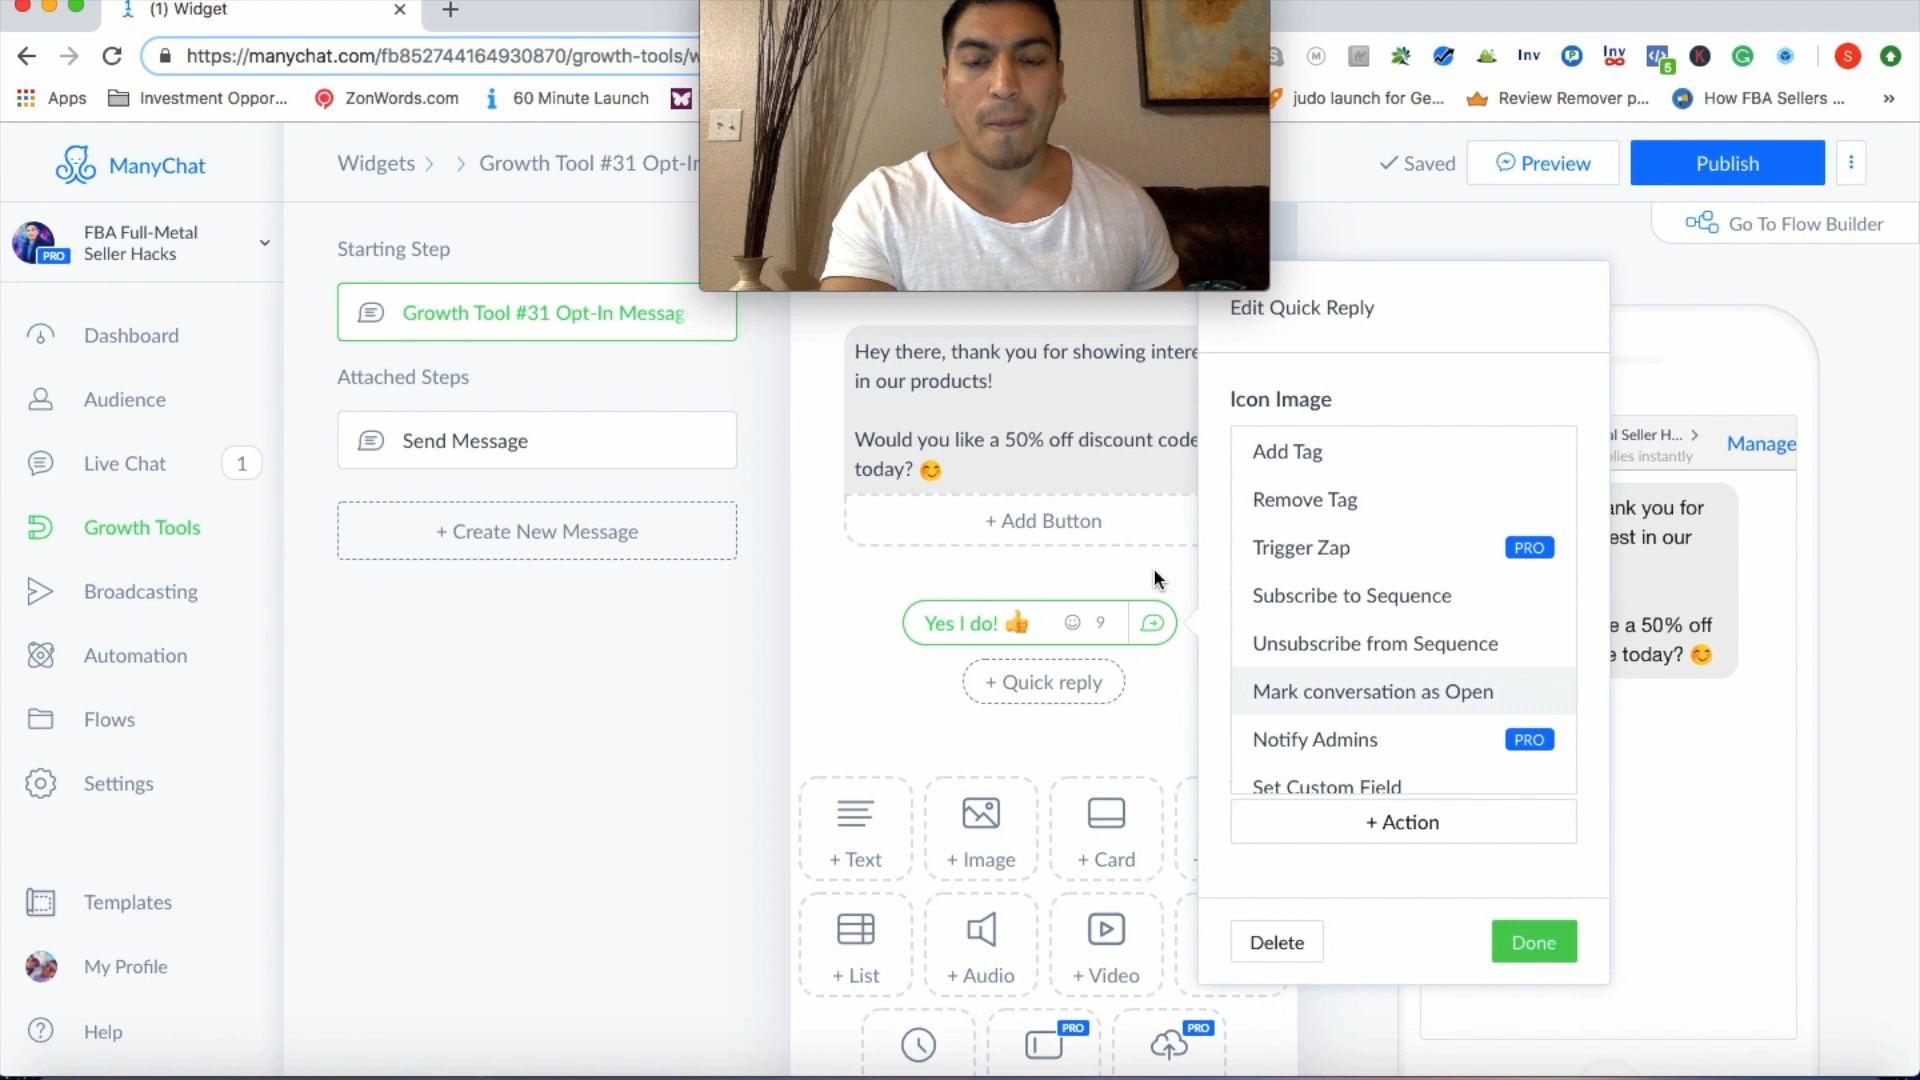 (1) Widget
https://manychat.com/fb852744164930870/growth-tools/w
Inv
Inv
5
K
G
S
Apps
Investment Oppor...
ZonWords.com
60 Minute Launch
judo launch for Ge...
Review Remover p...
How FBA Sellers ...
»
ManyChat
Widgets
Growth Tool #31 Opt-In
Saved
Preview
Publish
FBA Full-Metal
Seller Hacks
PRO
Go To Flow Builder
Dashboard
Audience
Live Chat
1
Growth Tools
Broadcasting
Automation
Flows
Settings
Templates
My Profile
Help
Starting Step
Growth Tool #31 Opt-In Messag
Attached Steps
Send Message
+ Create New Message
Hey there, thank you for showing intere
in our products!
Would you like a 50% off discount code
today? 😊
+ Add Button
Yes I do! 👍
9
+ Quick reply
+ Text
+ Image
+ Card
+ List
+ Audio
+ Video
PRO
PRO
Edit Quick Reply
Icon Image
Add Tag
Remove Tag
Trigger Zap
PRO
Subscribe to Sequence
Unsubscribe from Sequence
Mark conversation as Open
Notify Admins
PRO
Set Custom Field
+ Action
Delete
Done
al Seller H...
lies instantly
Manage
ank you for
est in our
e a 50% off
e today? 😊